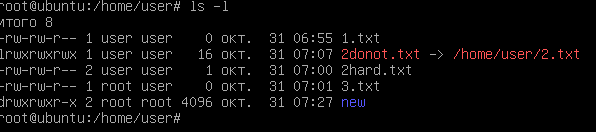 root@ubuntu:/home/user# ls -l
итого 8
-rw-rw-r-- 1 user user    0 окт.  31 06:55 1.txt
lrwxrwxrwx 1 user user   16 окт.  31 07:07 2donot.txt -> /home/user/2.txt
-rw-rw-r-- 2 user user    1 окт.  31 07:00 2hard.txt
-rw-rw-r-- 1 root root    0 окт.  31 07:01 3.txt
drwxrwxr-x 2 root root 4096 окт.  31 07:27 new
root@ubuntu:/home/user#